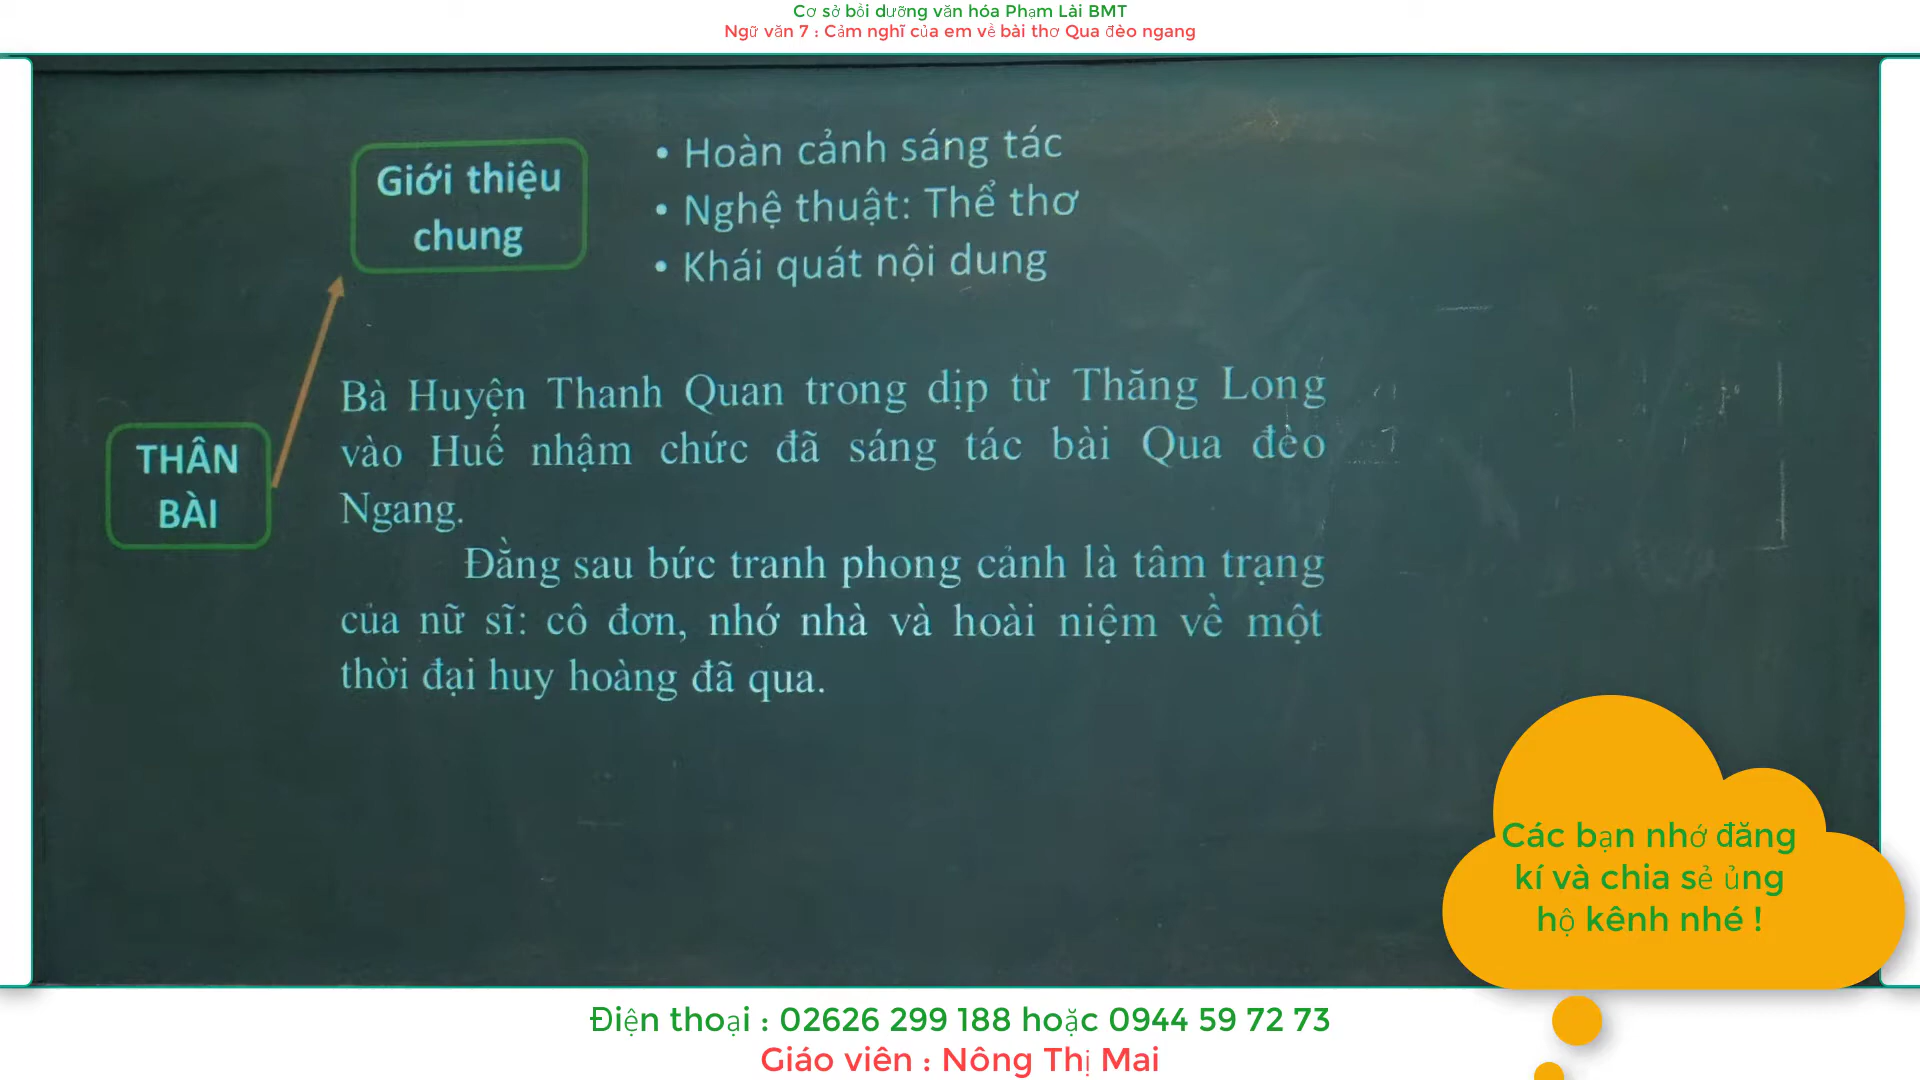 Cơ sở bồi dưỡng văn hóa Phạm Lài BMT
Ngữ văn 7 : Cảm nghĩ của em về bài thơ Qua đèo ngang
Giới thiệu
chung
• Hoàn cảnh sáng tác
• Nghệ thuật: Thể thơ
• Khái quát nội dung
THÂN
BÀI
Bà Huyện Thanh Quan trong dịp từ Thăng Long
vào Huế nhậm chức đã sáng tác bài Qua đèo
Ngang.
Đằng sau bức tranh phong cảnh là tâm trạng
của nữ sĩ: cô đơn, nhớ nhà và hoài niệm về một
thời đại huy hoàng đã qua.
Các bạn nhớ đăng
kí và chia sẻ ủng
hộ kênh nhé !
Điện thoại : 02626 299 188 hoặc 0944 59 72 73
Giáo viên : Nông Thị Mai